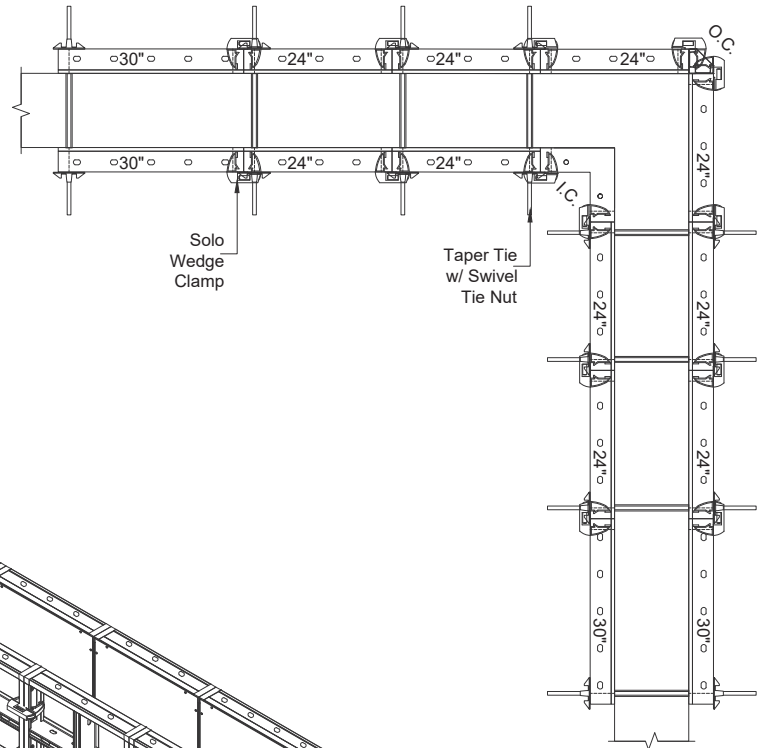 30"
24"
24"
24"
O.C.
30"
24"
24"
I.C.
24"
Solo
Wedge
Clamp
Taper Tie
w/ Swivel
Tie Nut
24"
24"
24"
24"
30"
30"